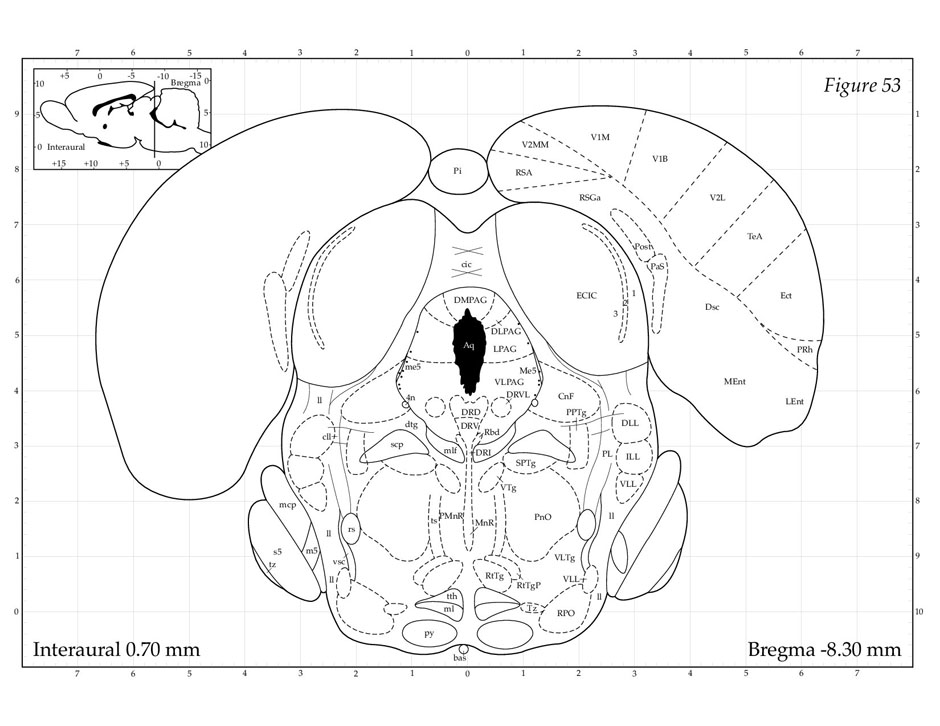 7 6 5 4 3 2 1 0 1 2 3 4 5 6 7
+5 0 -5 -10 -15
Bregma 0
10
5 5
0 Interaural 10
+15 +10 +5 0
Figure 53
9 1
8 2
7 3
6 4
5 5
4 6
3 7
2 8
1 9
0 10
V1M
V2MM
V1B
Pi
RSA
RSGa
V2L
TeA
Post
PaS
cic
DMPAG
ECIC
1
2
3
Dsc
Ect
DLPAG
Aq
LPAG
PRh
me5
Me5
VLPAG
MEnt
ll
4n
DRVL
CnF
LEnt
DRD
PPTg
dtg
DRV
DLL
cll+
Rbd
scp
mlf
DRI
PL
ILL
SPTg
VLL
VTg
mcp
ts
PMnR
MnR
PnO
ll
ll
rs
s5
m5
tz
VLTg
vsc
ll
RtTg
RtTgP
VLL
tth
ll
ml
Tz
RPO
py
bas
Interaural 0.70 mm
Bregma -8.30 mm
7 6 5 4 3 2 1 0 1 2 3 4 5 6 7